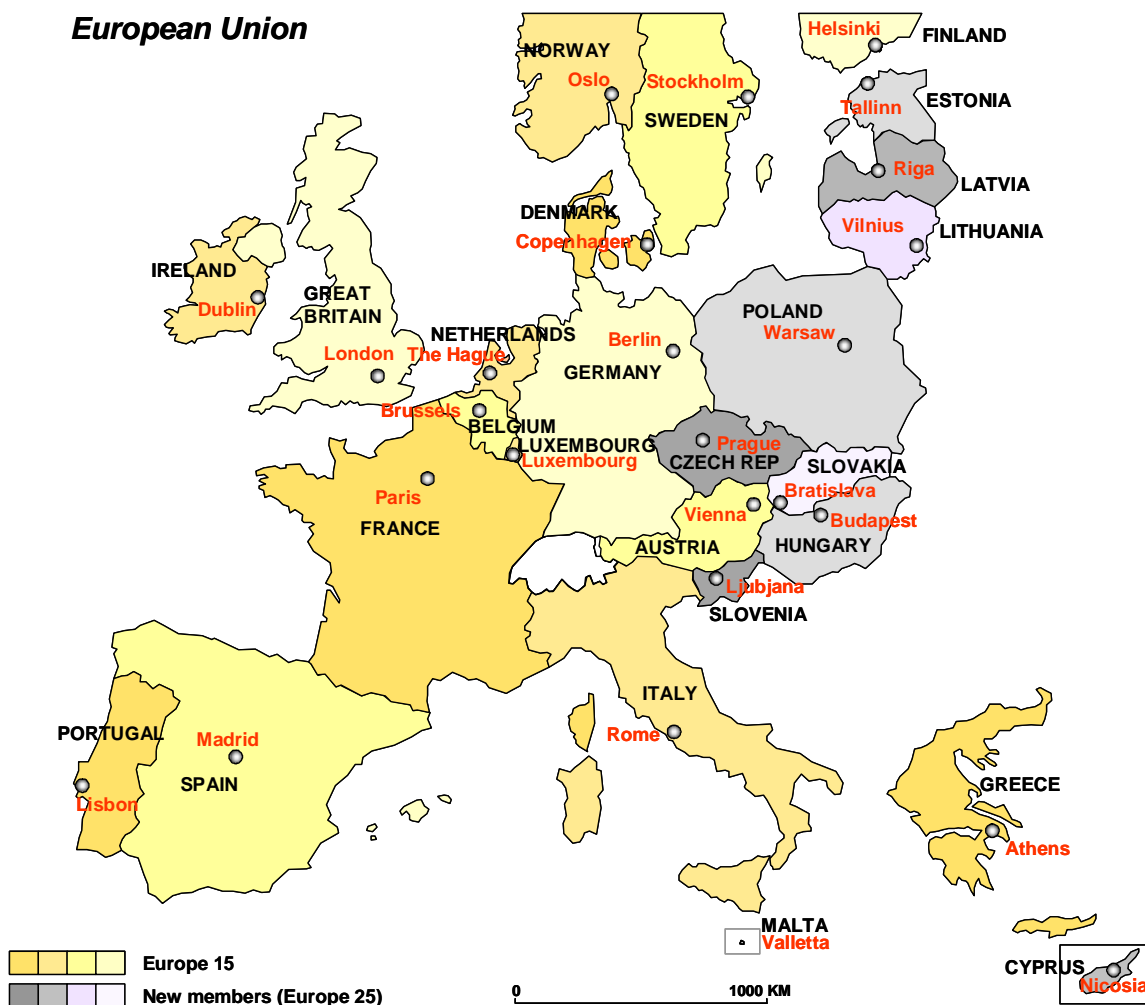 European Union
Helsinki
FINLAND
NORWAY
Oslo
Stockholm
SWEDEN
Tallinn
ESTONIA
Riga
LATVIA
Vilnius
LITHUANIA
DENMARK
Copenhagen
IRELAND
Dublin
GREAT
BRITAIN
London
NETHERLANDS
The Hague
Berlin
GERMANY
POLAND
Warsaw
Brussels
BELGIUM
LUXEMBOURG
Luxembourg
Prague
CZECH REP
SLOVAKIA
Bratislava
Paris
FRANCE
Vienna
AUSTRIA
Budapest
HUNGARY
Ljubjana
SLOVENIA
ITALY
Rome
PORTUGAL
Lisbon
Madrid
SPAIN
GREECE
Athens
MALTA
Valletta
CYPRUS
Nicosia
Europe 15
New members (Europe 25)
0 1000 KM